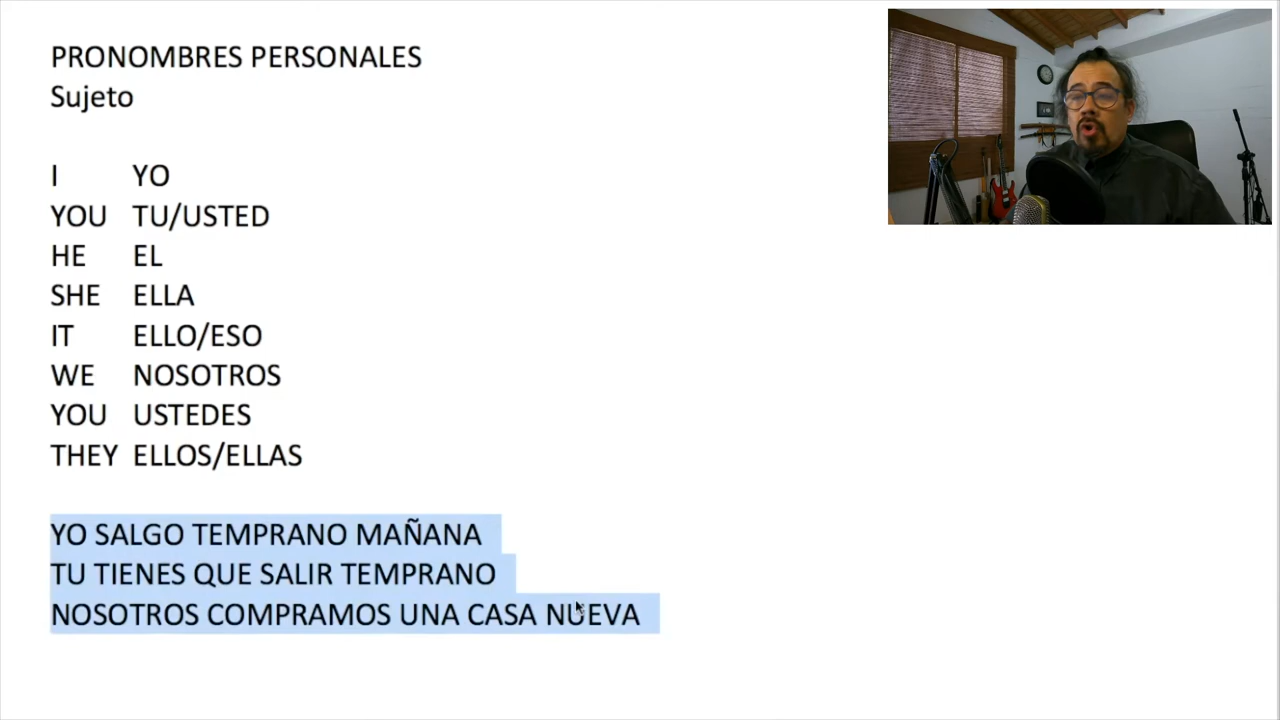 PRONOMBRES PERSONALES
Sujeto
I YO
YOU TU/USTED
HE EL
SHE ELLA
IT ELLO/ESO
WE NOSOTROS
YOU USTEDES
THEY ELLOS/ELLAS
YO SALGO TEMPRANO MAÑANA
TU TIENES QUE SALIR TEMPRANO
NOSOTROS COMPRAMOS UNA CASA NUEVA